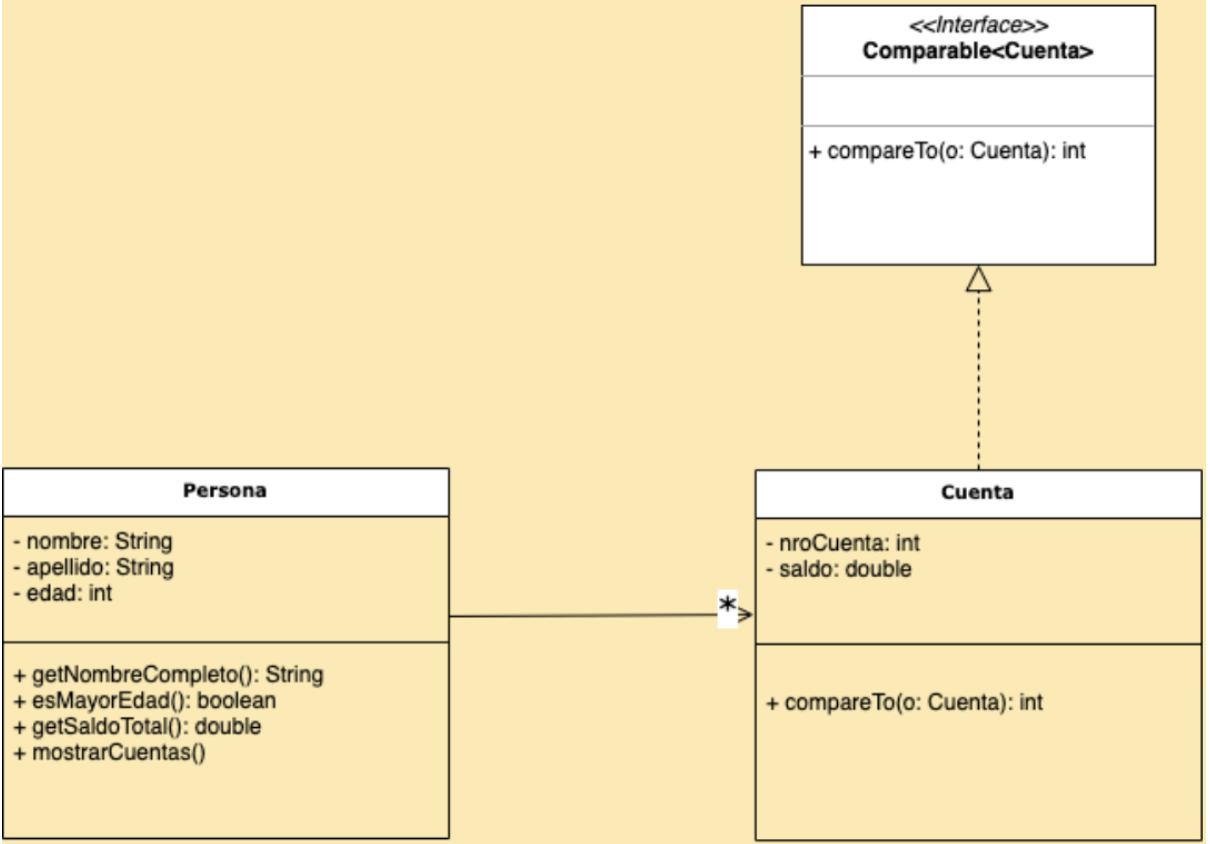 <<Interface>>
Comparable<Cuenta>
+ compareTo(o: Cuenta): int
Persona
- nombre: String
- apellido: String
- edad: int
+ getNombreCompleto(): String
+ esMayorEdad(): boolean
+ getSaldoTotal(): double
+ mostrarCuentas()
*
Cuenta
- nroCuenta: int
- saldo: double
+ compareTo(o: Cuenta): int